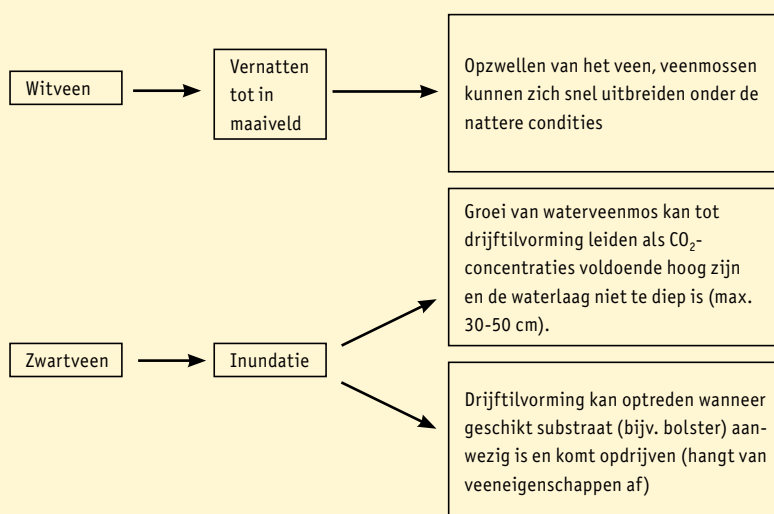 Witveen
Vernatten
tot in
maaiveld
Opzwellen van het veen, veenmossen
kunnen zich snel uitbreiden onder de
nattere condities
Zwartveen
Inundatie
Groei van waterveenmos kan tot
drijftilvorming leiden als CO₂-
concentraties voldoende hoog zijn
en de waterlaag niet te diep is (max.
30-50 cm).
Drijftilvorming kan optreden wanneer
geschikt substraat (bijv. bolster) aan-
wezig is en komt opdrijven (hangt van
veeneigenschappen af)